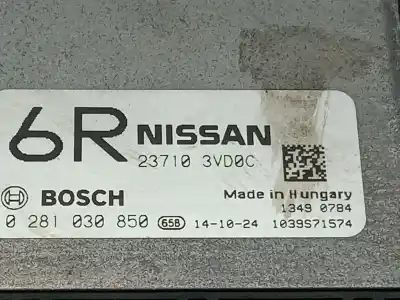 6R NISSAN
23710 3VD0C
BOSCH
Made in Hungary
1349 0784
0 281 030 850 658 14-10-24 1039S71574